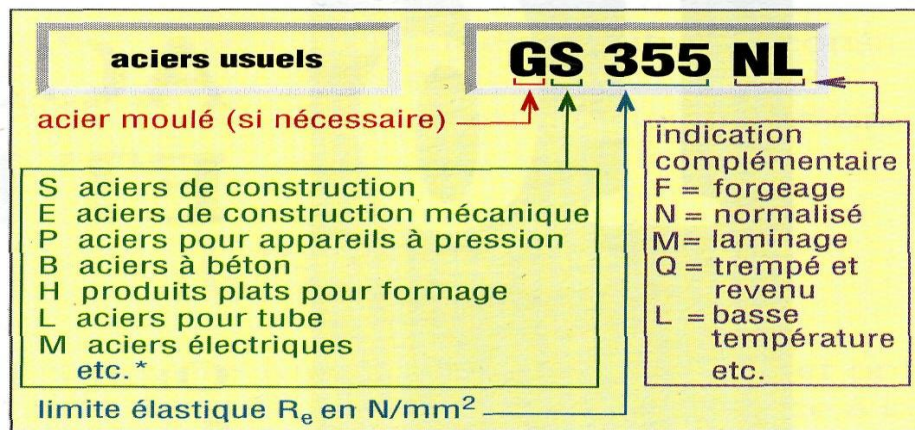 aciers usuels
GS 355 NL
acier moulé (si nécessaire)
S aciers de construction
E aciers de construction mécanique
P aciers pour appareils à pression
B aciers à béton
H produits plats pour formage
L aciers pour tube
M aciers électriques
etc.*
limite élastique Re en N/mm²
indication
complémentaire
F = forgeage
N = normalisé
M = laminage
Q = trempé et
revenu
L = basse
température
etc.